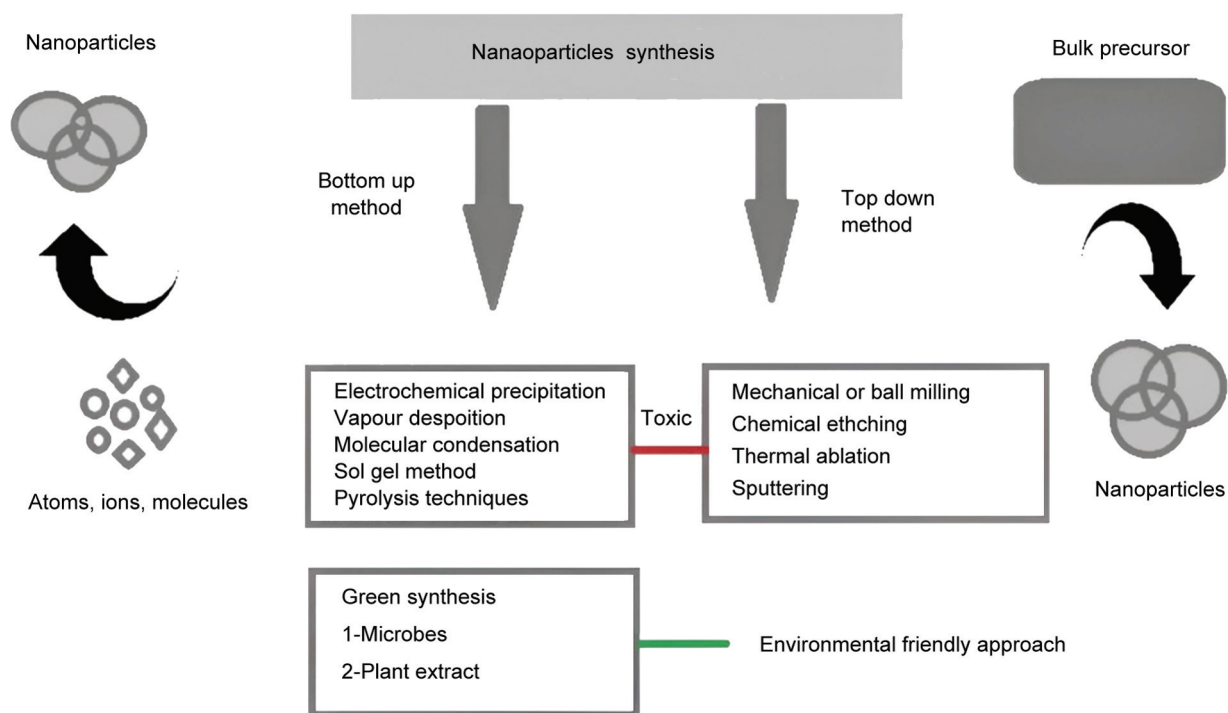 Nanoparticles
Nanaoparticles synthesis
Bulk precursor
Bottom up
method
Top down
method
Atoms, ions, molecules
Electrochemical precipitation
Vapour despoition
Molecular condensation
Sol gel method
Pyrolysis techniques
Toxic
Mechanical or ball milling
Chemical ethching
Thermal ablation
Sputtering
Nanoparticles
Green synthesis
1-Microbes
2-Plant extract
Environmental friendly approach